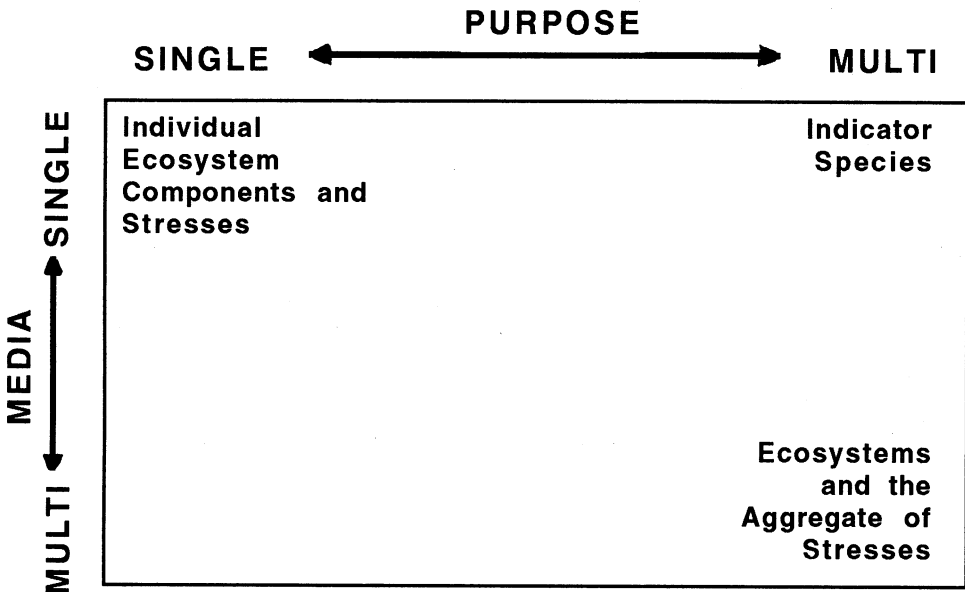 PURPOSE
SINGLE
MULTI
SINGLE
MEDIA
MULTI
Individual
Ecosystem
Components and
Stresses
Indicator
Species
Ecosystems
and the
Aggregate of
Stresses